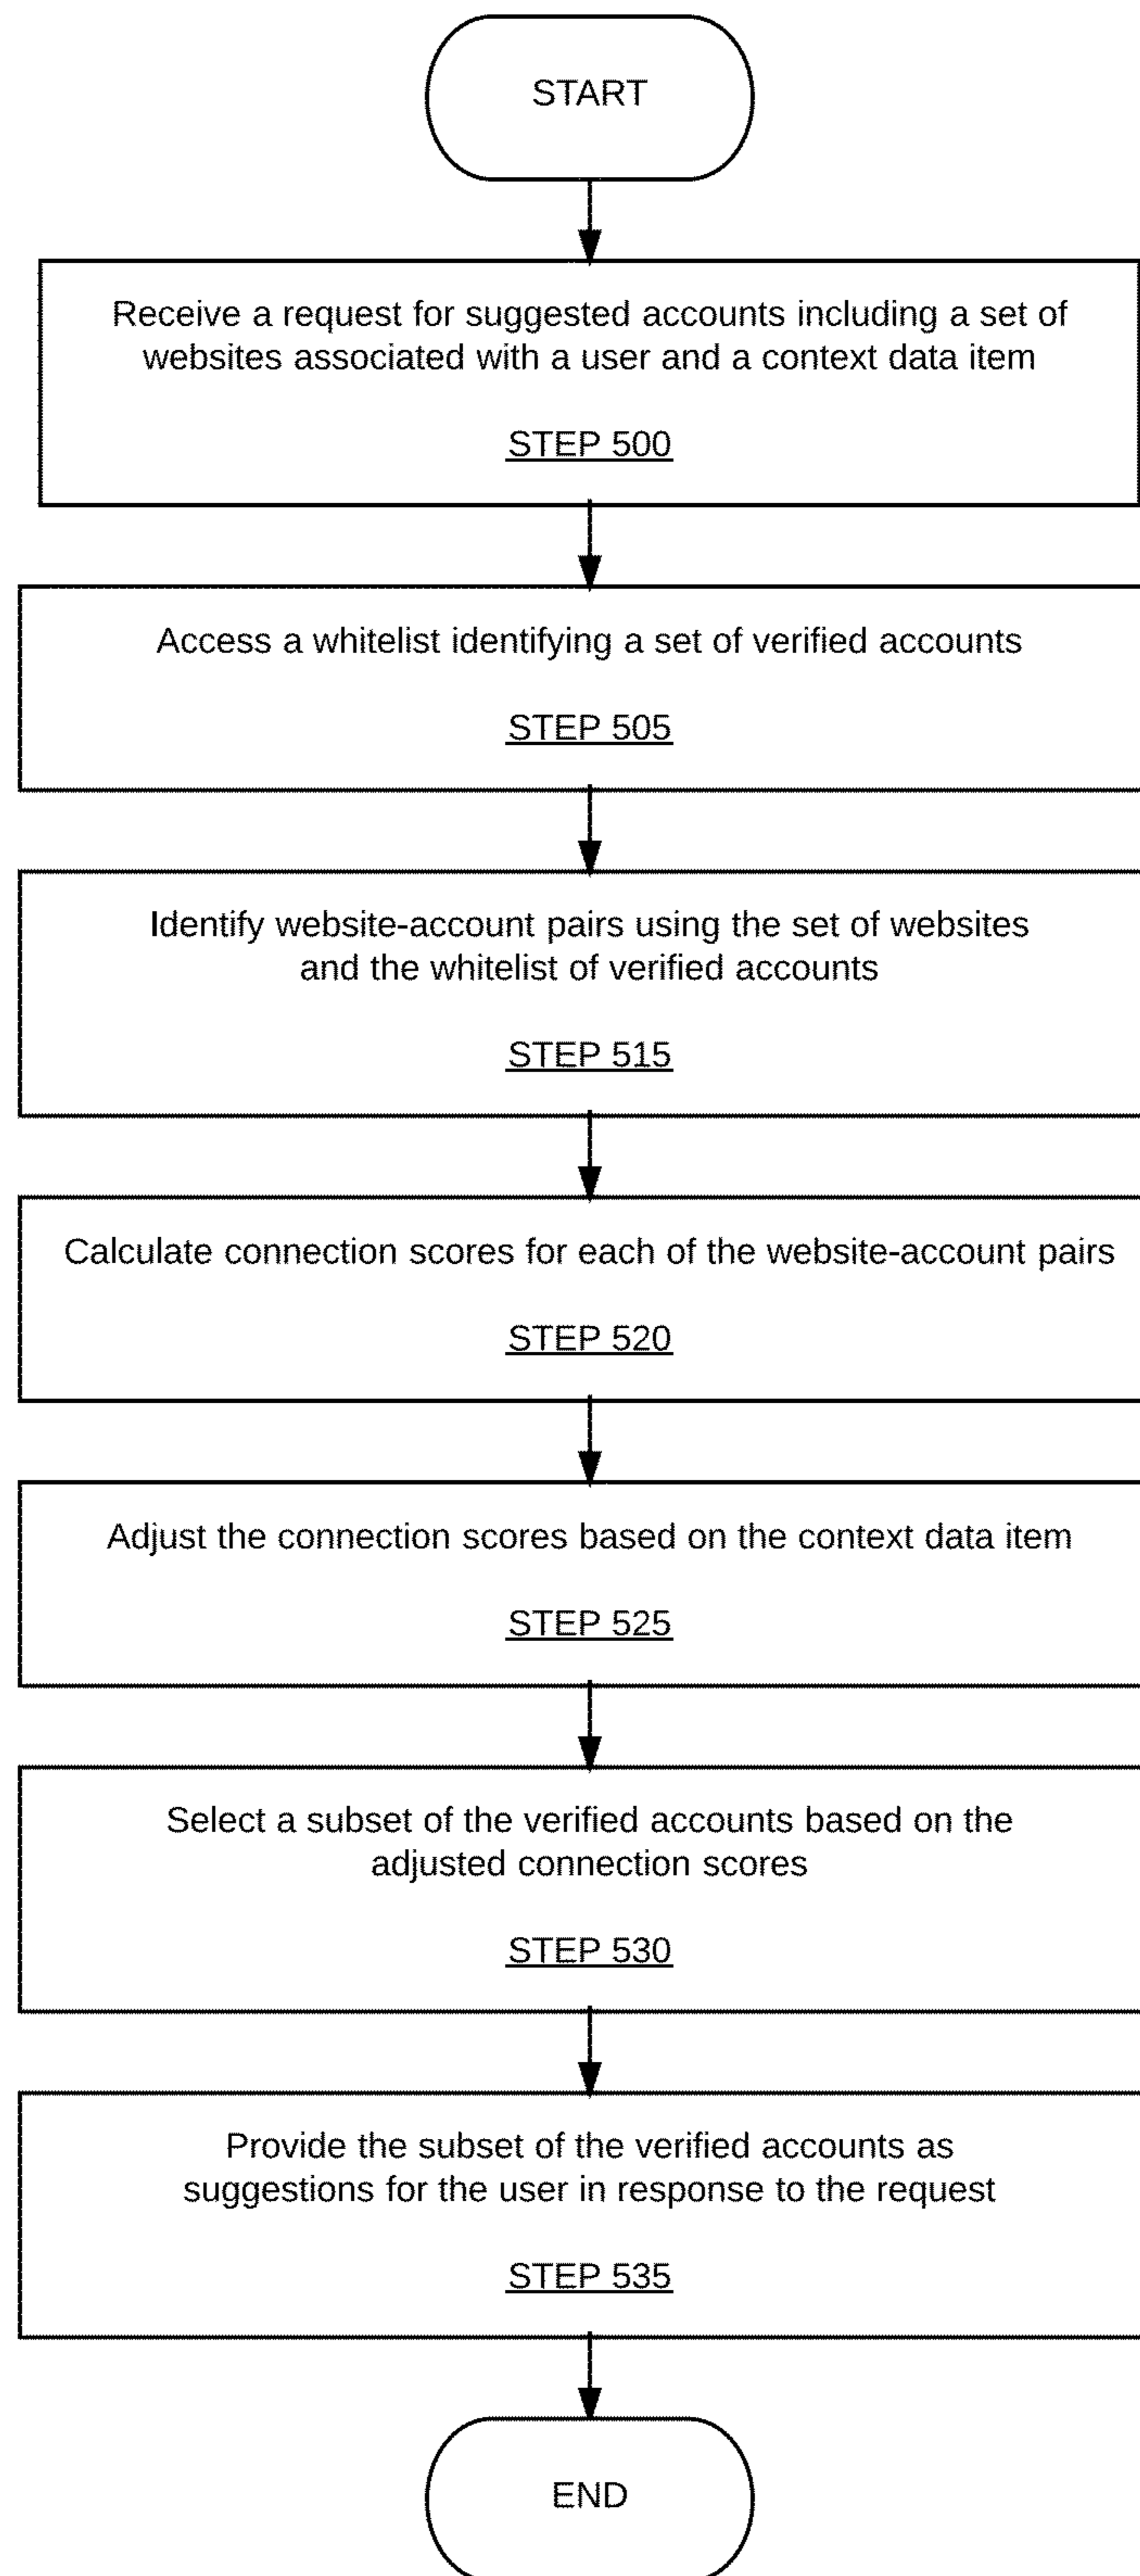 START
Receive a request for suggested accounts including a set of
websites associated with a user and a context data item
STEP 500
Access a whitelist identifying a set of verified accounts
STEP 505
Identify website-account pairs using the set of websites
and the whitelist of verified accounts
STEP 515
Calculate connection scores for each of the website-account pairs
STEP 520
Adjust the connection scores based on the context data item
STEP 525
Select a subset of the verified accounts based on the
adjusted connection scores
STEP 530
Provide the subset of the verified accounts as
suggestions for the user in response to the request
STEP 535
END